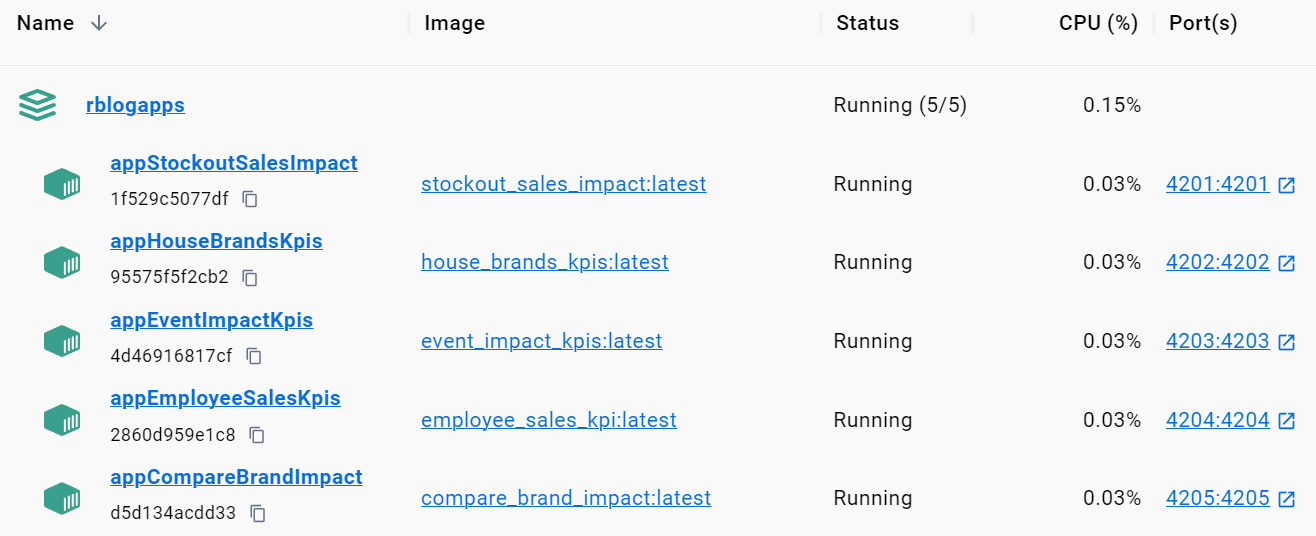 Name Image Status CPU (%) Port(s)
rblogapps Running (5/5) 0.15%
appStockoutSalesImpact
1f529c5077df
stockout_sales_impact:latest Running 0.03% 4201:4201
appHouseBrandsKpis
95575f5f2cb2
house_brands_kpis:latest Running 0.03% 4202:4202
appEventImpactKpis
4d46916817cf
event_impact_kpis:latest Running 0.03% 4203:4203
appEmployeeSalesKpis
2860d959e1c8
employee_sales_kpi:latest Running 0.03% 4204:4204
appCompareBrandImpact
d5d134acdd33
compare_brand_impact:latest Running 0.03% 4205:4205